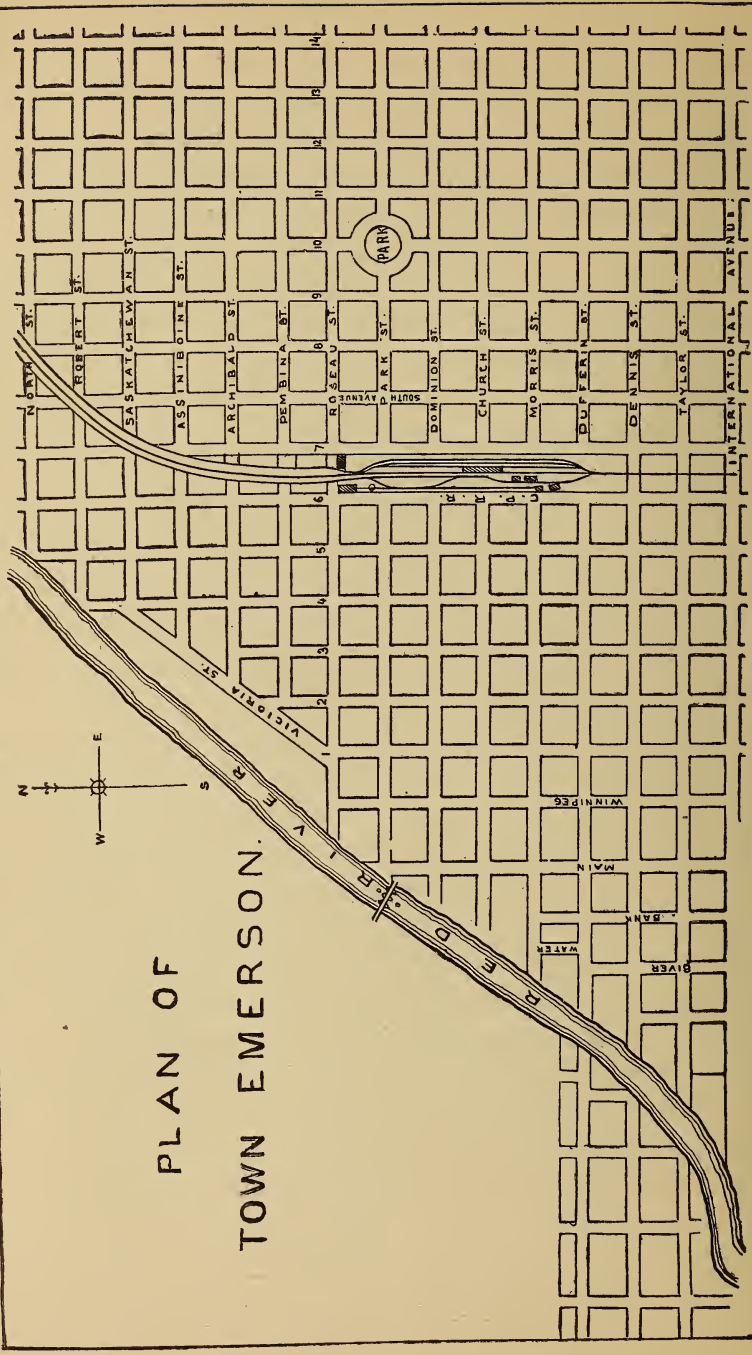 PLAN OF
TOWN EMERSON.
N
W
E
S
RED RIVER
VICTORIA ST.
NORTH ST.
ROBERT ST.
SASKATCHEWAN ST.
ASSINIBOINE ST.
ARCHIBALD ST.
PEMBINA ST.
ROSEAU ST.
PARK ST.
DOMINION ST.
CHURCH ST.
MORRIS ST.
DUFFERIN ST.
DENNIS ST.
TAYLOR ST.
INTERNATIONAL AVENUE.
SOUTH AVENUE
PARK
1
2
3
4
5
6
7
8
9
10
11
12
13
14
WINNIPEG
MAIN
BANK
RIVER
WATER